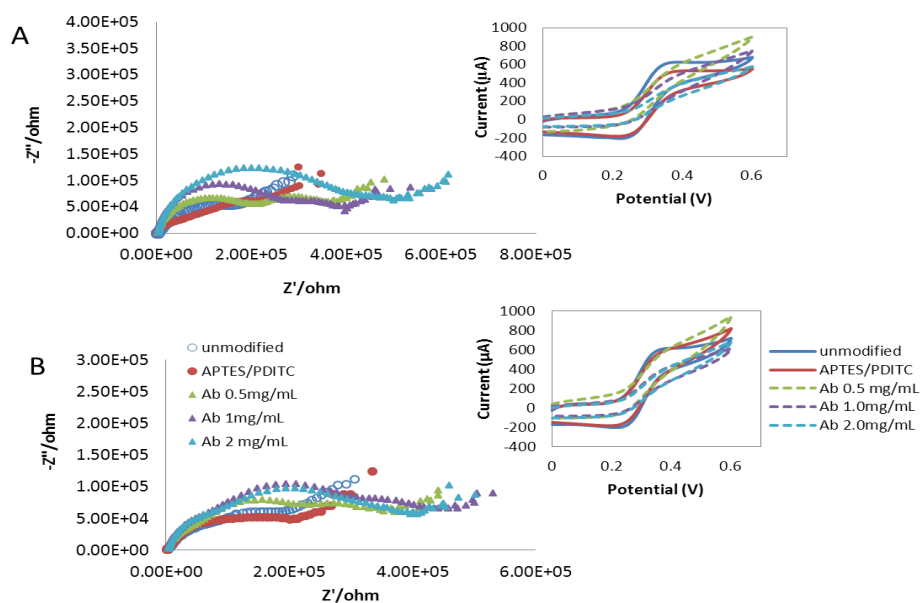 A
-Z''/ohm
4.00E+05
3.50E+05
3.00E+05
2.50E+05
2.00E+05
1.50E+05
1.00E+05
5.00E+04
0.00E+00
0.00E+00 2.00E+05 4.00E+05 6.00E+05 8.00E+05
Z'/ohm
Current (µA)
1000
800
600
400
200
0
-200
-400
0 0.2 0.4 0.6
Potential (V)
B
-Z''/ohm
3.00E+05
2.50E+05
2.00E+05
1.50E+05
1.00E+05
5.00E+04
0.00E+00
0.00E+00 2.00E+05 4.00E+05 6.00E+05
Z'/ohm
unmodified
APTES/PDITC
Ab 0.5mg/mL
Ab 1mg/mL
Ab 2 mg/mL
Current (µA)
1000
800
600
400
200
0
-200
-400
0 0.2 0.4 0.6
Potential (V)
unmodified
APTES/PDITC
Ab 0.5 mg/mL
Ab 1.0mg/mL
Ab 2.0mg/mL